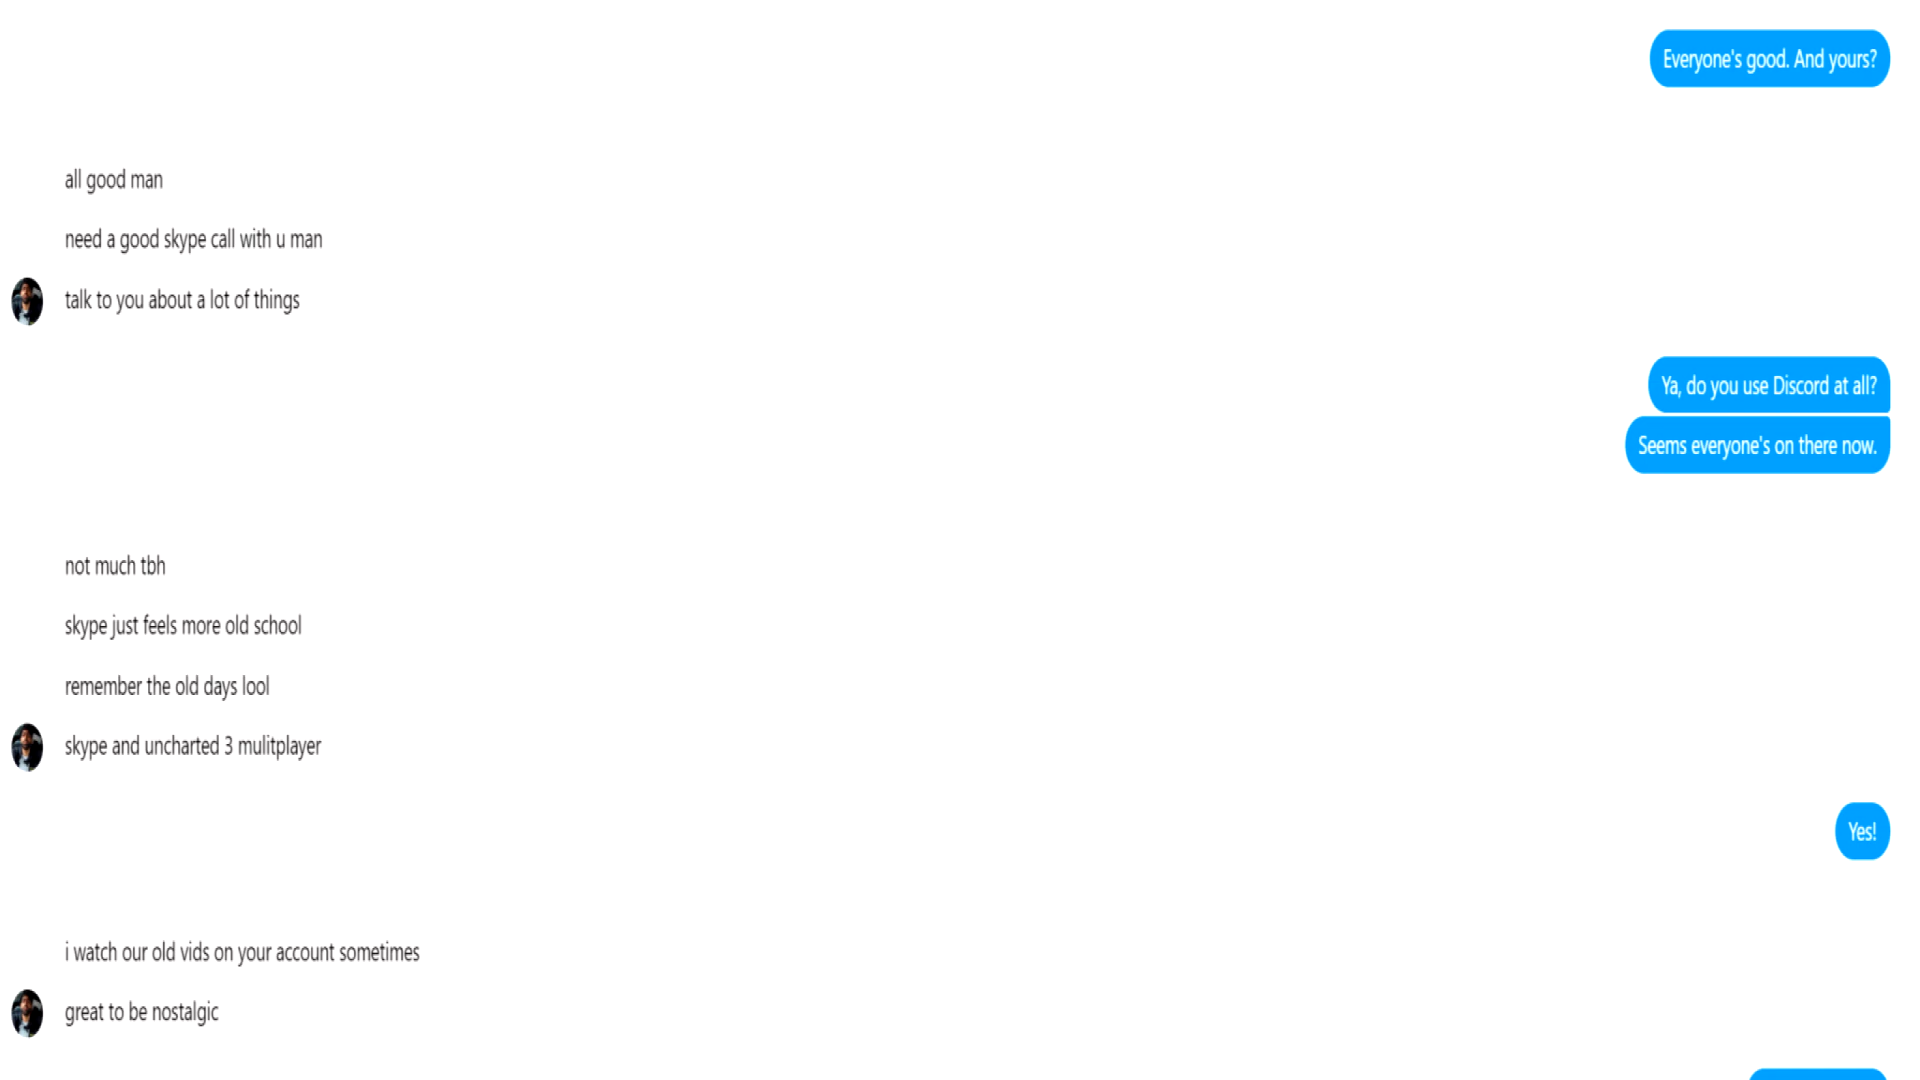 Everyone's good. And yours?
all good man
need a good skype call with u man
talk to you about a lot of things
Ya, do you use Discord at all?
Seems everyone's on there now.
not much tbh
skype just feels more old school
remember the old days lool
skype and uncharted 3 mulitplayer
Yes!
i watch our old vids on your account sometimes
great to be nostalgic